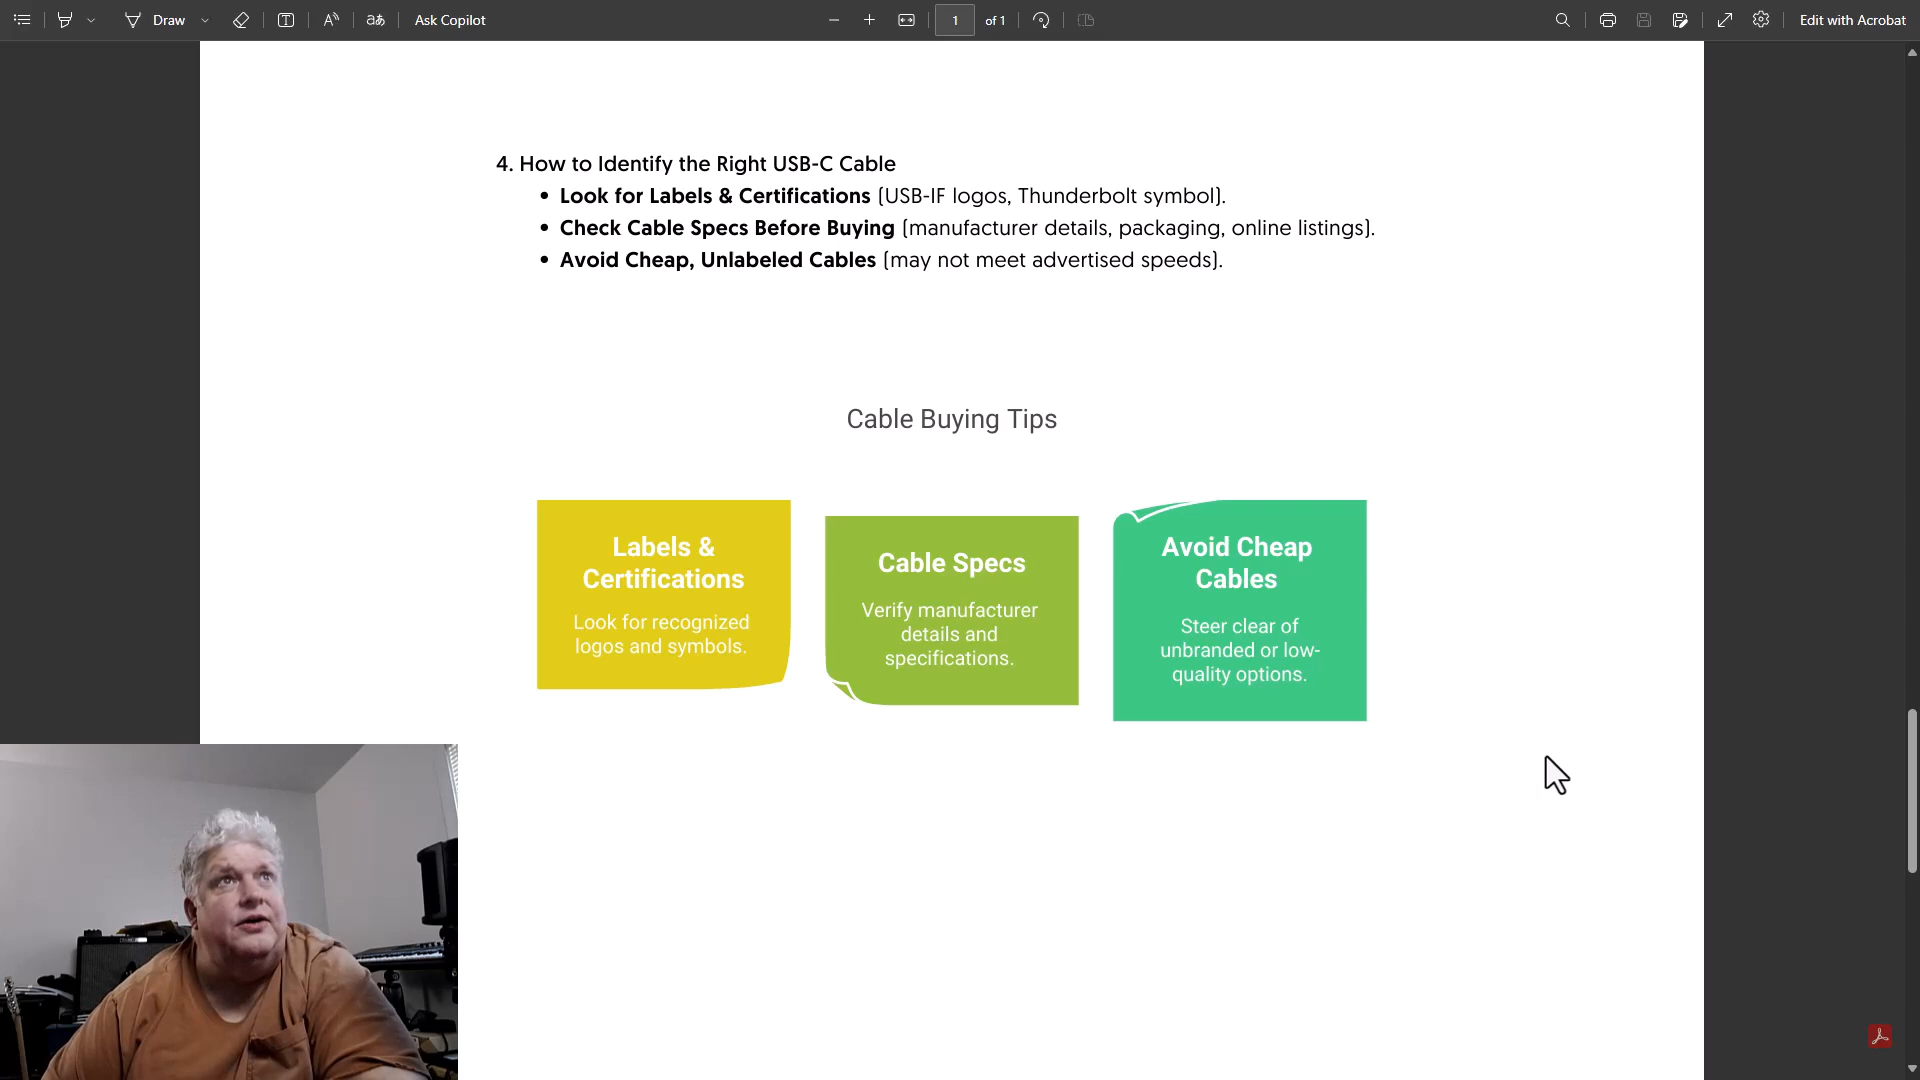 Draw
aあ
Ask Copilot
1
of 1
Edit with Acrobat
4. How to Identify the Right USB-C Cable
• Look for Labels & Certifications (USB-IF logos, Thunderbolt symbol).
• Check Cable Specs Before Buying (manufacturer details, packaging, online listings).
• Avoid Cheap, Unlabeled Cables (may not meet advertised speeds).
Cable Buying Tips
Labels &
Certifications
Look for recognized
logos and symbols.
Cable Specs
Verify manufacturer
details and
specifications.
Avoid Cheap
Cables
Steer clear of
unbranded or low-
quality options.